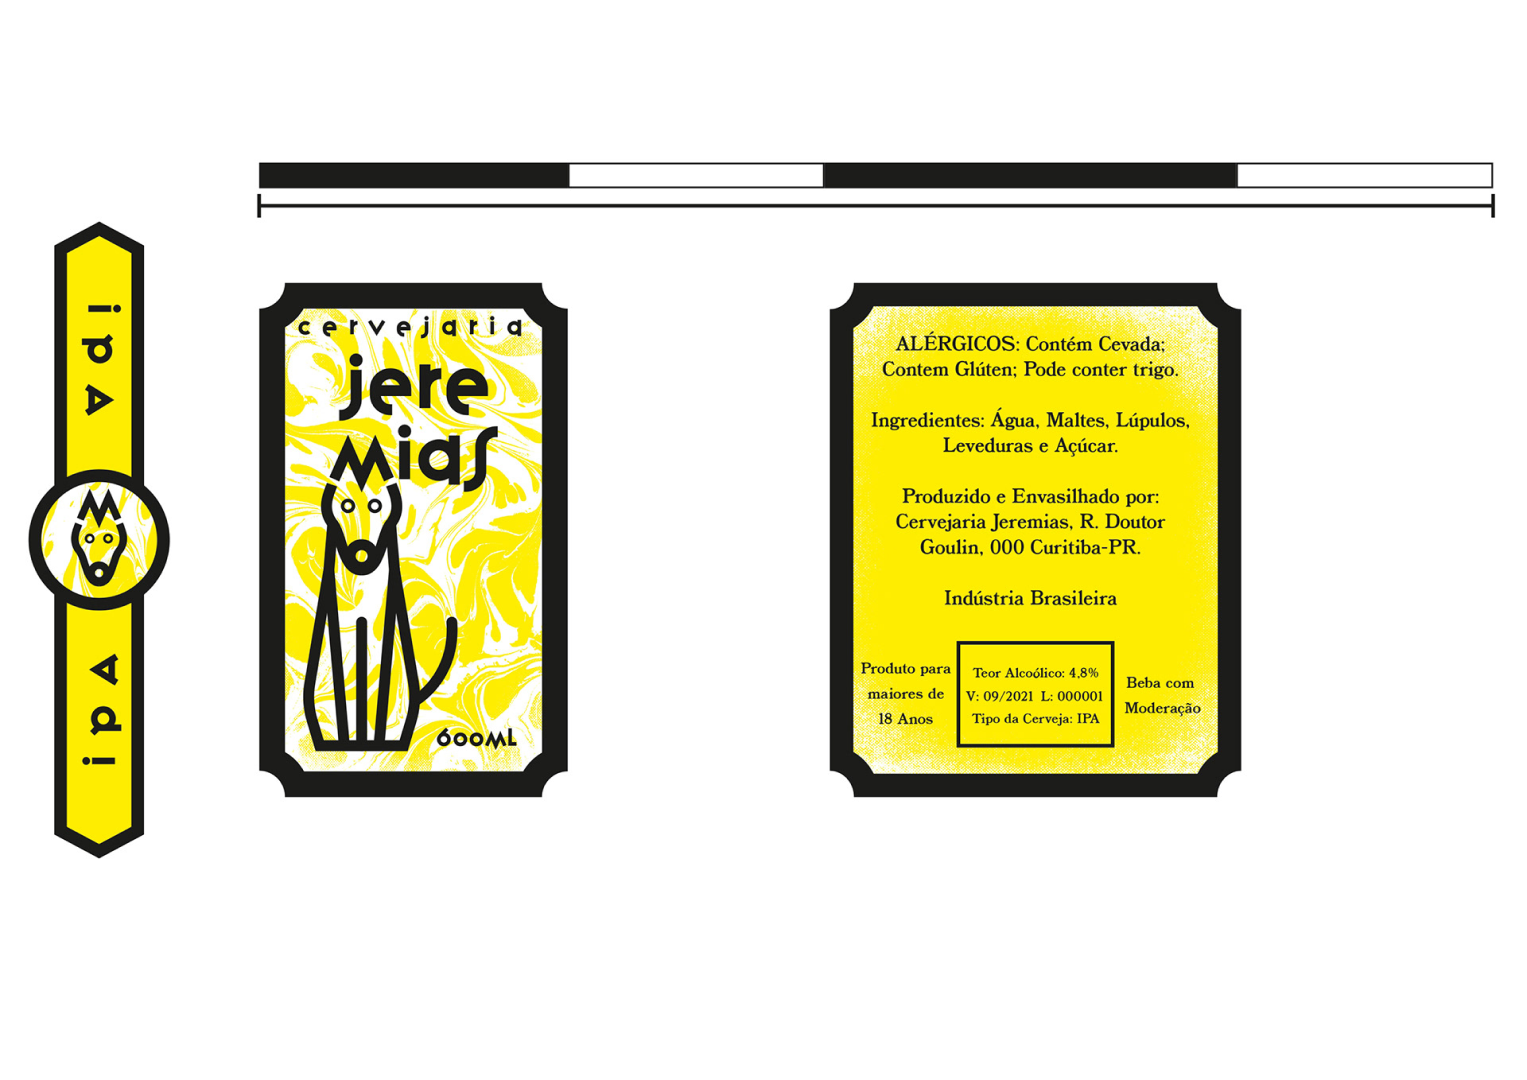 ipa
ipa
cervejaria
jere
mias
600ML
ALÉRGICOS: Contém Cevada;
Contem Glúten; Pode conter trigo.
Ingredientes: Água, Maltes, Lúpulos,
Leveduras e Açúcar.
Produzido e Envasilhado por:
Cervejaria Jeremias, R. Doutor
Goulin, 000 Curitiba-PR.
Indústria Brasileira
Produto para
maiores de
18 Anos
Teor Alcoólico: 4,8%
V: 09/2021 L: 000001
Tipo da Cerveja: IPA
Beba com
Moderação